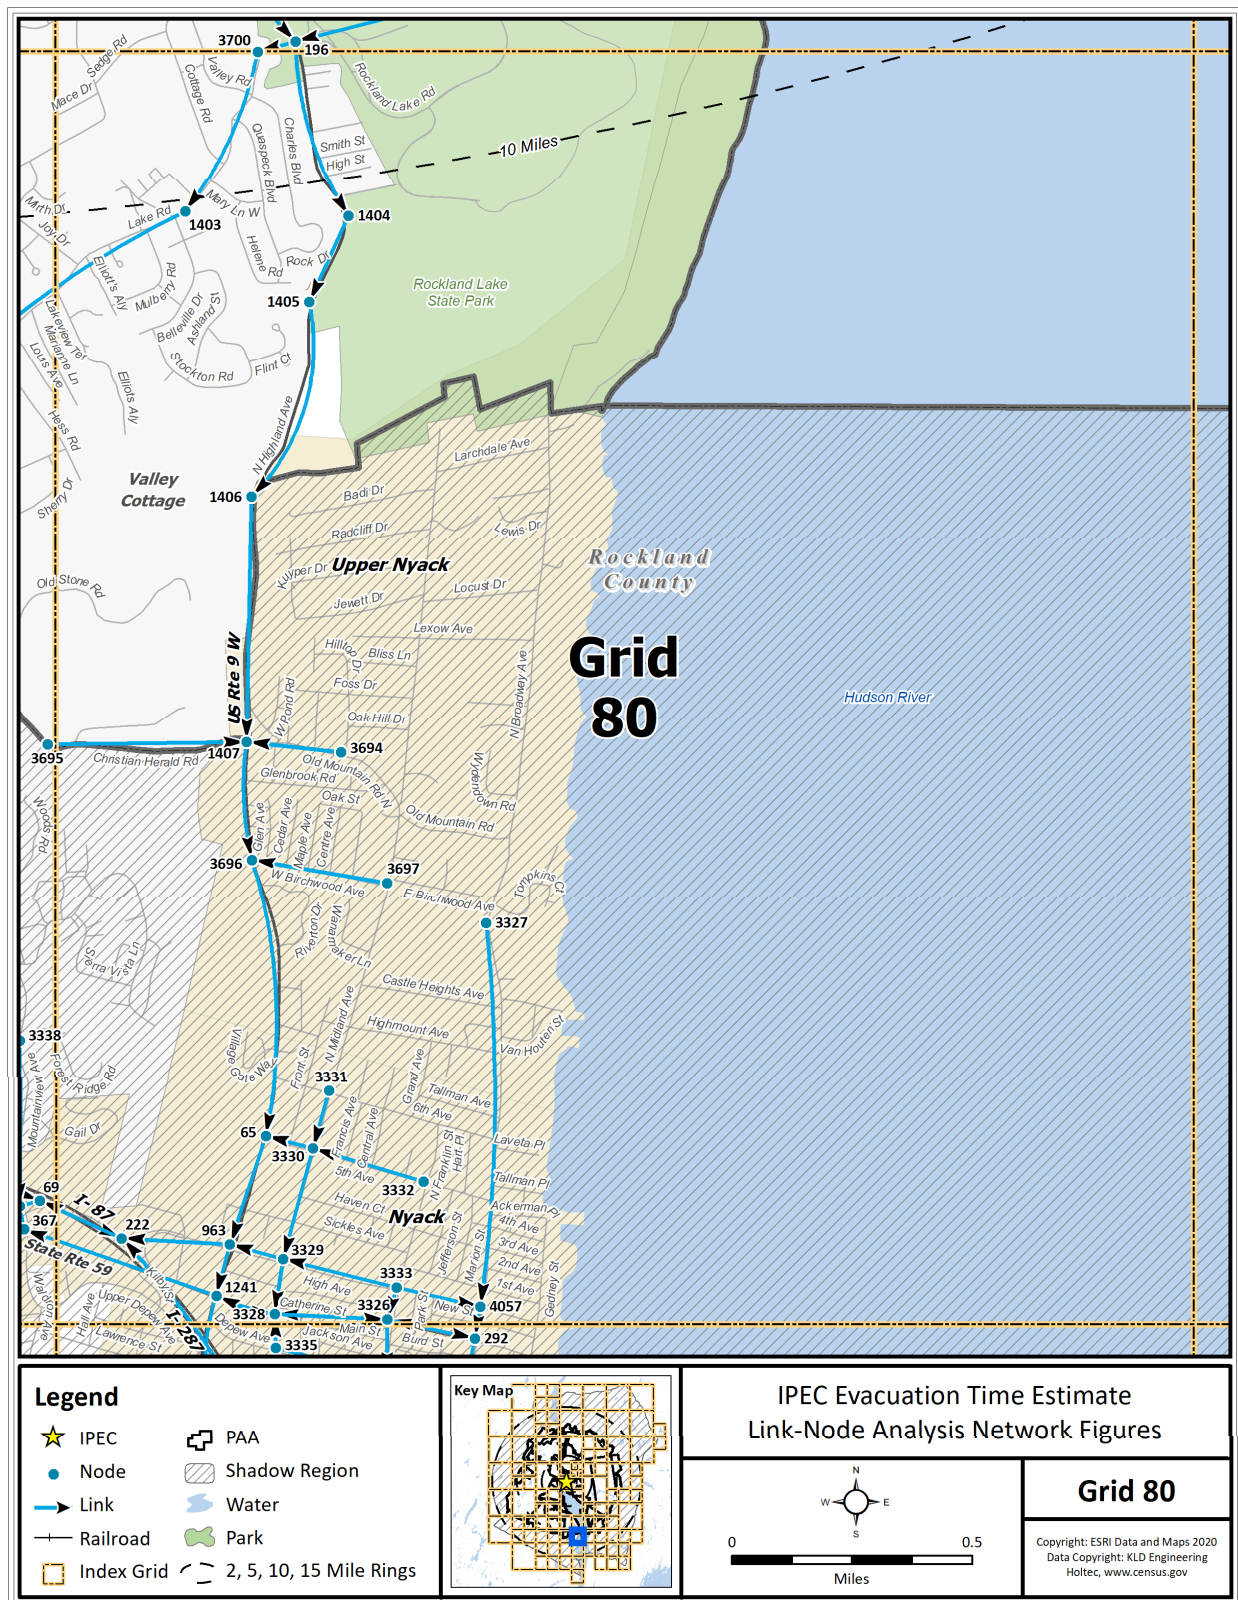 3700
196
Sedge Rd
Mace Dr
Cottage Rd
Valley Rd
Rockland Lake Rd
Quaspeck Blvd
Charles Blvd
Smith St
High St
10 Miles
Mirth Dr
Joy Dr
Lake Rd
Mary Ln W
1403
1404
Helene Rd
Rock Dr
Elliott's Aly
Mulberry Rd
1405
Rockland Lake
State Park
Belleville Dr
Ashland St
Lakeview Ter
Marianne Ln
Louis Ave
Stockton Rd
Flint Ct
Elliots Aly
Hess Rd
N Highland Ave
Larchdale Ave
Valley
Cottage
Sherry Dr
1406
Badi Dr
Radcliff Dr
Lewis Dr
Rockland
County
Upper Nyack
Kuyper Dr
Old Stone Rd
Locust Dr
Jewett Dr
Lexow Ave
Hilltop Dr
Bliss Ln
Grid
80
US Rte 9 W
Foss Dr
W Pond Rd
N Broadway Ave
Hudson River
Oak Hill Dr
3695
1407
3694
Christian Herald Rd
Old Mountain Rd N
Glenbrook Rd
Wydendown Rd
Oak St
Woods Rd
Glen Ave
Cedar Ave
Maple Ave
Centre Ave
Old Mountain Rd
3696
3697
W Birchwood Ave
E Birchwood Ave
Tompkins Ct
3327
Riverton Dr
Wanamaker Ln
Sierra Vista Ln
Castle Heights Ave
N Midland Ave
Highmount Ave
Van Houten St
3338
Village Gate Way
Front St
Mountainview Ave
Forest Ridge Rd
3331
Grand Ave
Tallman Ave
6th Ave
Gail Dr
65
3330
Francis Ave
Central Ave
N Franklin St
Hart Pl
Laveta Pl
5th Ave
3332
Tallman Pl
69
I-87
Haven Ct
Nyack
Ackerman Pl
367
222
963
Sickles Ave
4th Ave
State Rte 59
3329
Jefferson St
Marion St
3rd Ave
2nd Ave
Kilby St
High Ave
3333
1st Ave
Gedney St
Waldron Ave
Hall Ave
Upper Depew Ave
1241
Catherine St
3326
Park St
New St
4057
I-287
3328
Main St
Depew Ave
Jackson Ave
Burd St
292
Lawrence St
3335
Legend
IPEC
Node
Link
Railroad
Index Grid
PAA
Shadow Region
Water
Park
2, 5, 10, 15 Mile Rings
Key Map
IPEC Evacuation Time Estimate
Link-Node Analysis Network Figures
N
W E
S
0 0.5
Miles
Grid 80
Copyright: ESRI Data and Maps 2020
Data Copyright: KLD Engineering
Holtec, www.census.gov